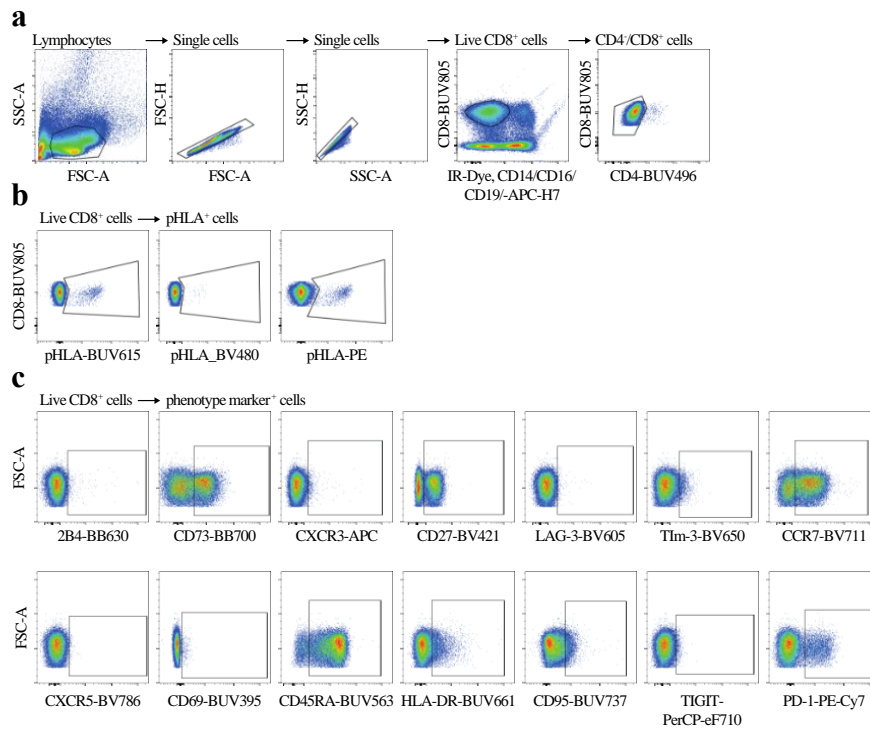 a
Lymphocytes → Single cells → Single cells → Live CD8⁺ cells → CD4⁻/CD8⁺ cells
SSC-A
FSC-A
FSC-H
FSC-A
SSC-H
SSC-A
CD8-BUV805
IR-Dye, CD14/CD16/
CD19/-APC-H7
CD8-BUV805
CD4-BUV496
b
Live CD8⁺ cells → pHLA⁺ cells
CD8-BUV805
pHLA-BUV615
pHLA_BV480
pHLA-PE
c
Live CD8⁺ cells → phenotype marker⁺ cells
FSC-A
2B4-BB630
CD73-BB700
CXCR3-APC
CD27-BV421
LAG-3-BV605
TIm-3-BV650
CCR7-BV711
FSC-A
CXCR5-BV786
CD69-BUV395
CD45RA-BUV563
HLA-DR-BUV661
CD95-BUV737
TIGIT-
PerCP-eF710
PD-1-PE-Cy7